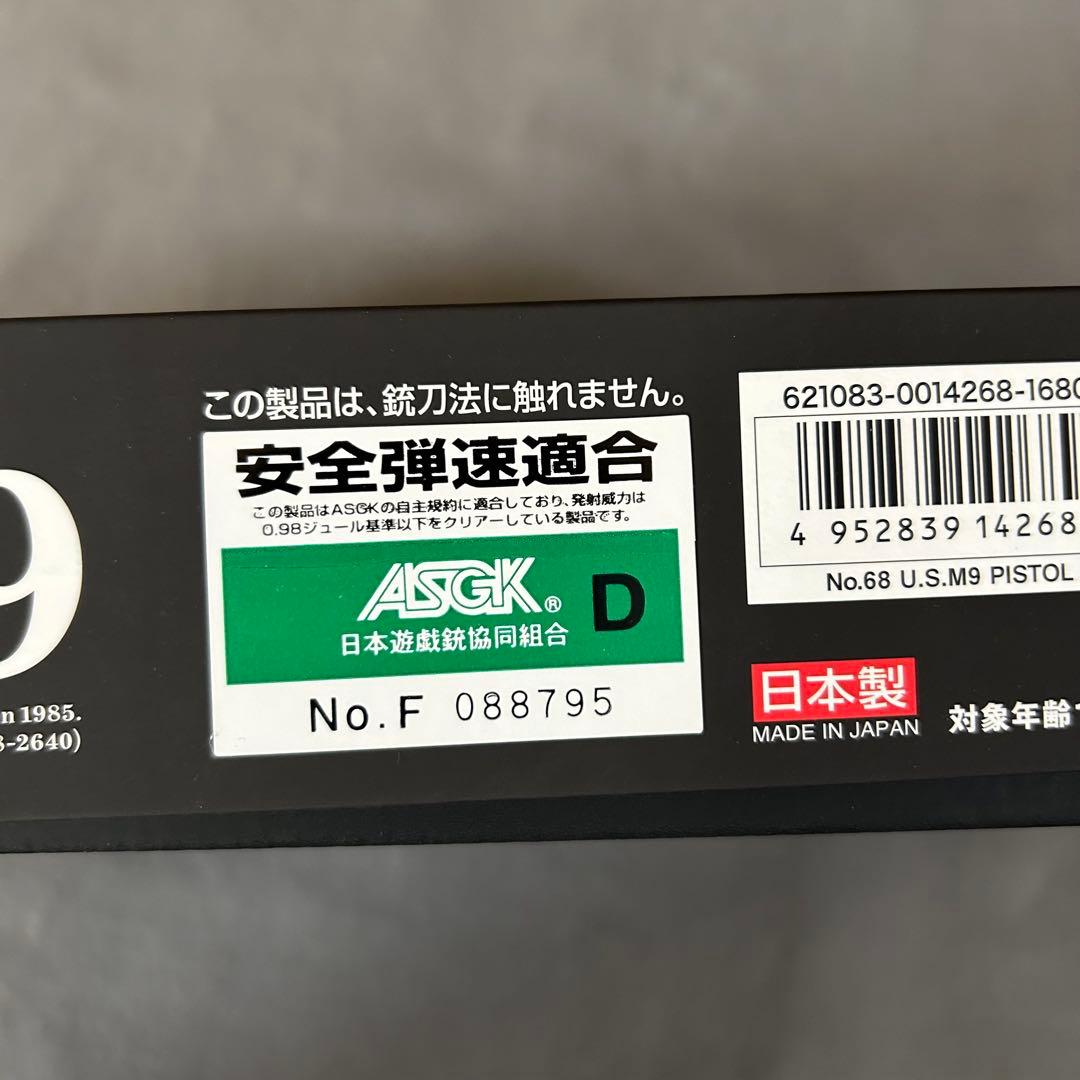 9
n 1985.
3-2640)
この製品は、銃刀法に触れません。
安全弾速適合
この製品はASGKの自主規約に適合しており、発射威力は
0.98ジュール基準以下をクリアーしている製品です。
ASGK® D
日本遊戯銃協同組合
No.F 088795
621083-0014268-1680
4 952839 14268
No.68 U.S.M9 PISTOL
日本製
MADE IN JAPAN
対象年齢